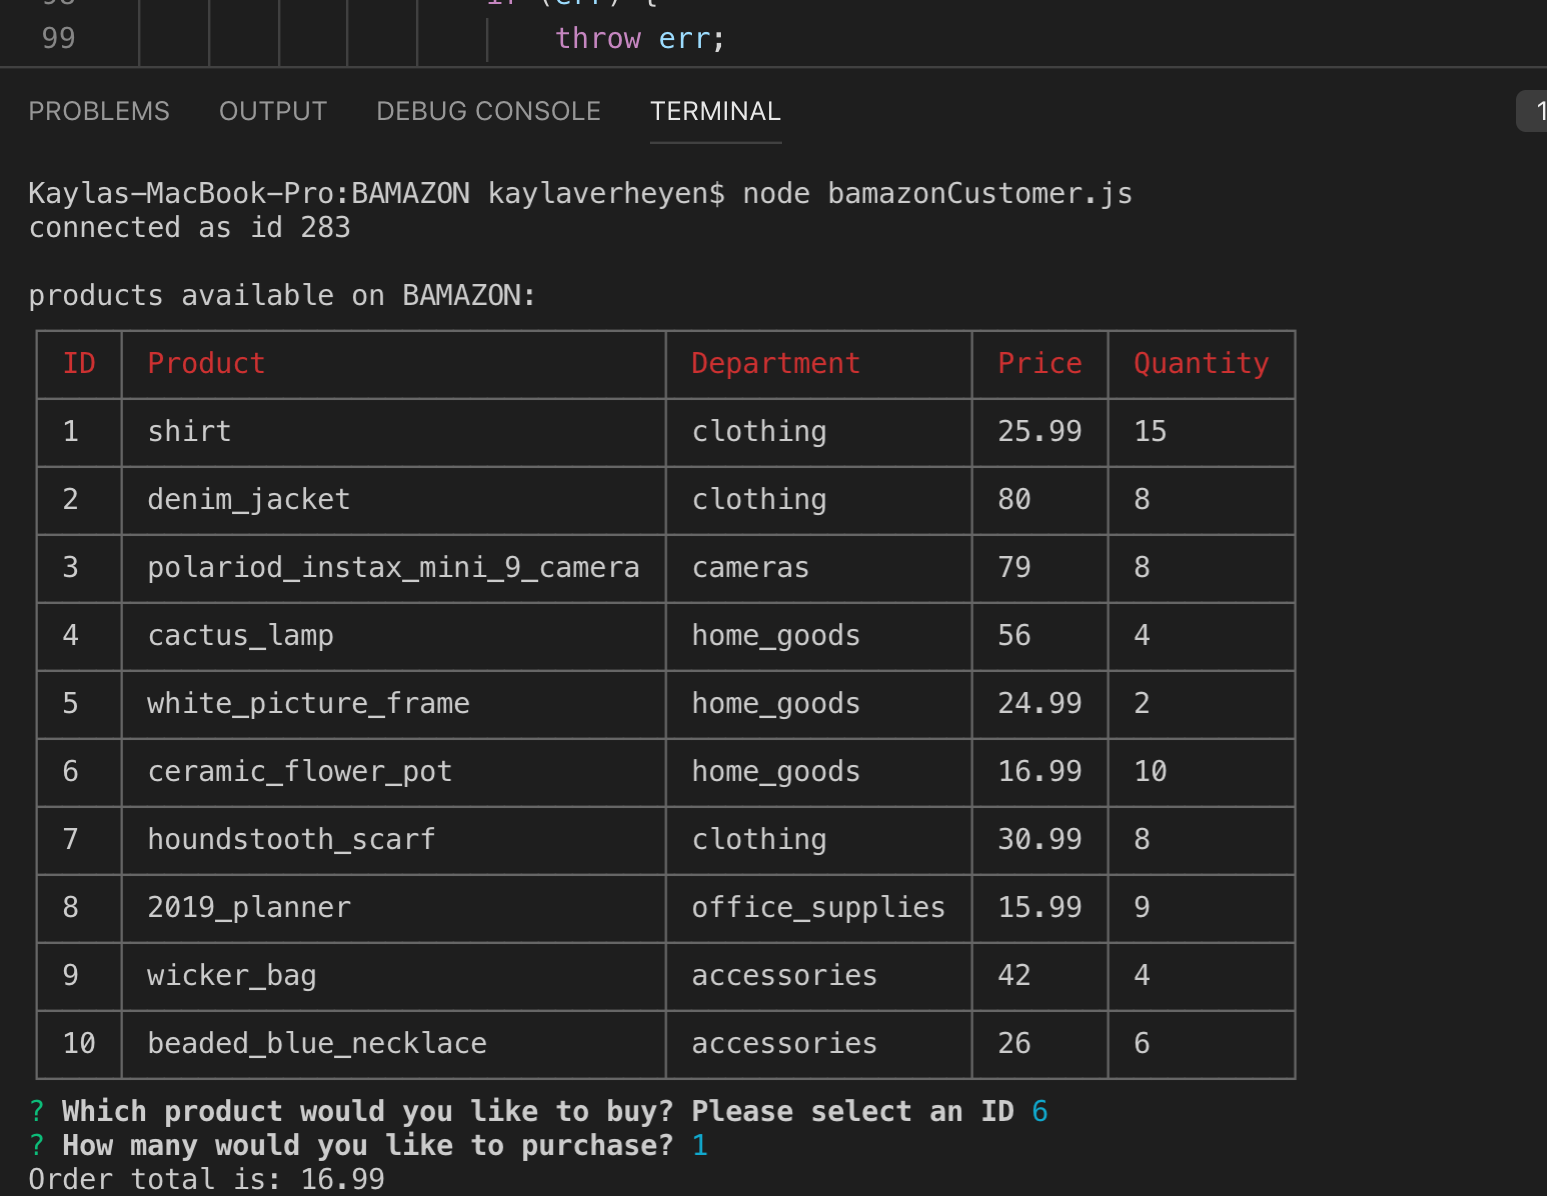 98 if (err) {
99 throw err;
PROBLEMS OUTPUT DEBUG CONSOLE TERMINAL 1
Kaylas-MacBook-Pro:BAMAZON kaylaverheyen$ node bamazonCustomer.js
connected as id 283
products available on BAMAZON:
ID Product Department Price Quantity
1 shirt clothing 25.99 15
2 denim_jacket clothing 80 8
3 polariod_instax_mini_9_camera cameras 79 8
4 cactus_lamp home_goods 56 4
5 white_picture_frame home_goods 24.99 2
6 ceramic_flower_pot home_goods 16.99 10
7 houndstooth_scarf clothing 30.99 8
8 2019_planner office_supplies 15.99 9
9 wicker_bag accessories 42 4
10 beaded_blue_necklace accessories 26 6
? Which product would you like to buy? Please select an ID 6
? How many would you like to purchase? 1
Order total is: 16.99